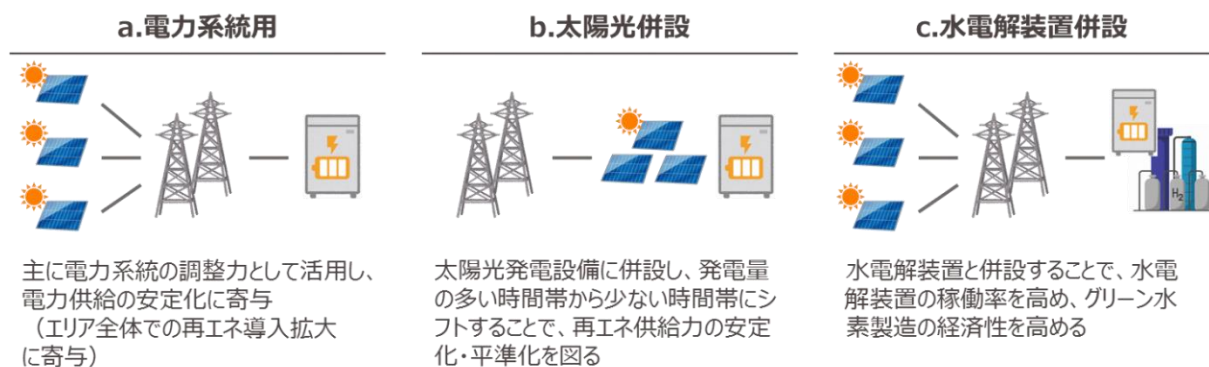 a.電力系統用
主に電力系統の調整力として活用し、
電力供給の安定化に寄与
（エリア全体での再エネ導入拡大
に寄与）
b.太陽光併設
太陽光発電設備に併設し、発電量
の多い時間帯から少ない時間帯にシ
フトすることで、再エネ供給力の安定
化・平準化を図る
c.水電解装置併設
H2
水電解装置と併設することで、水電
解装置の稼働率を高め、グリーン水
素製造の経済性を高める